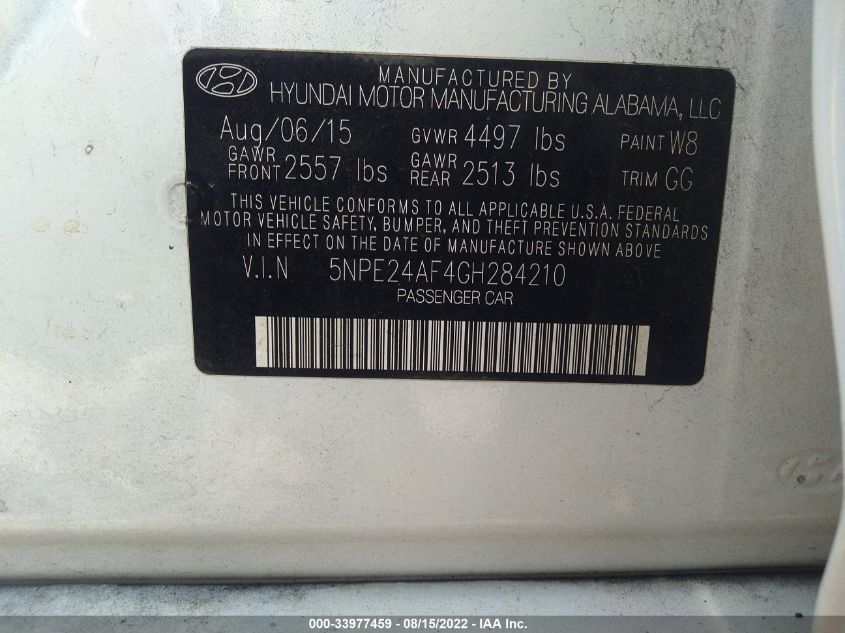 MANUFACTURED BY
HYUNDAI MOTOR MANUFACTURING ALABAMA, LLC
Aug/06/15 GVWR 4497 lbs PAINT W8
GAWR FRONT 2557 lbs GAWR REAR 2513 lbs TRIM GG
THIS VEHICLE CONFORMS TO ALL APPLICABLE U.S.A. FEDERAL
MOTOR VEHICLE SAFETY, BUMPER, AND THEFT PREVENTION STANDARDS
IN EFFECT ON THE DATE OF MANUFACTURE SHOWN ABOVE
V.I.N 5NPE24AF4GH284210
PASSENGER CAR
000-33977459 - 08/15/2022 - IAA Inc.